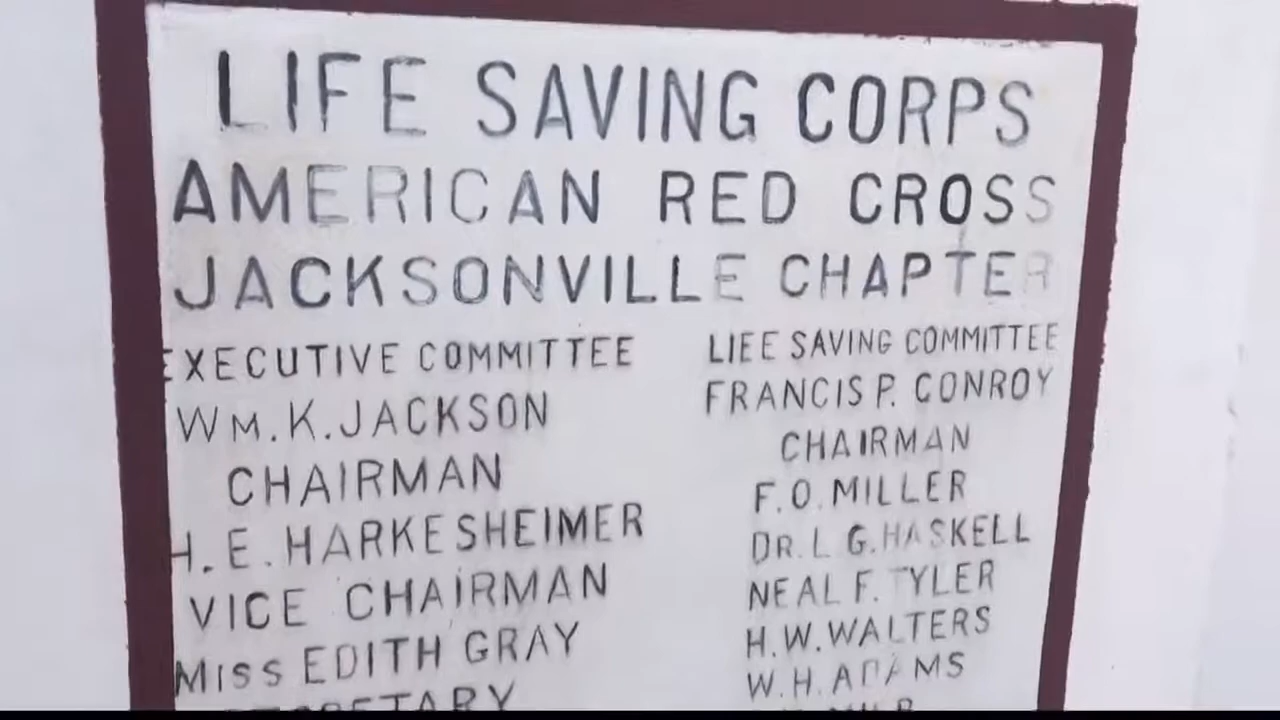 LIFE SAVING CORPS
AMERICAN RED CROSS
JACKSONVILLE CHAPTER
EXECUTIVE COMMITTEE
WM. K. JACKSON
CHAIRMAN
H. E. HARKESHEIMER
VICE CHAIRMAN
MISS EDITH GRAY
LIEE SAVING COMMITTEE
FRANCIS P. CONROY
CHAIRMAN
F. O. MILLER
DR. L G. HASKELL
NEAL F. TYLER
H. W. WALTERS
W. H. ADAMS